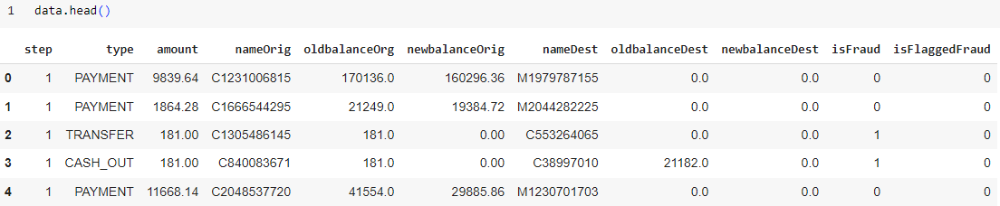 1 data.head()
step type amount nameOrig oldbalanceOrg newbalanceOrig nameDest oldbalanceDest newbalanceDest isFraud isFlaggedFraud
0 1 PAYMENT 9839.64 C1231006815 170136.0 160296.36 M1979787155 0.0 0.0 0 0
1 1 PAYMENT 1864.28 C1666544295 21249.0 19384.72 M2044282225 0.0 0.0 0 0
2 1 TRANSFER 181.00 C1305486145 181.0 0.00 C553264065 0.0 0.0 1 0
3 1 CASH_OUT 181.00 C840083671 181.0 0.00 C38997010 21182.0 0.0 1 0
4 1 PAYMENT 11668.14 C2048537720 41554.0 29885.86 M1230701703 0.0 0.0 0 0